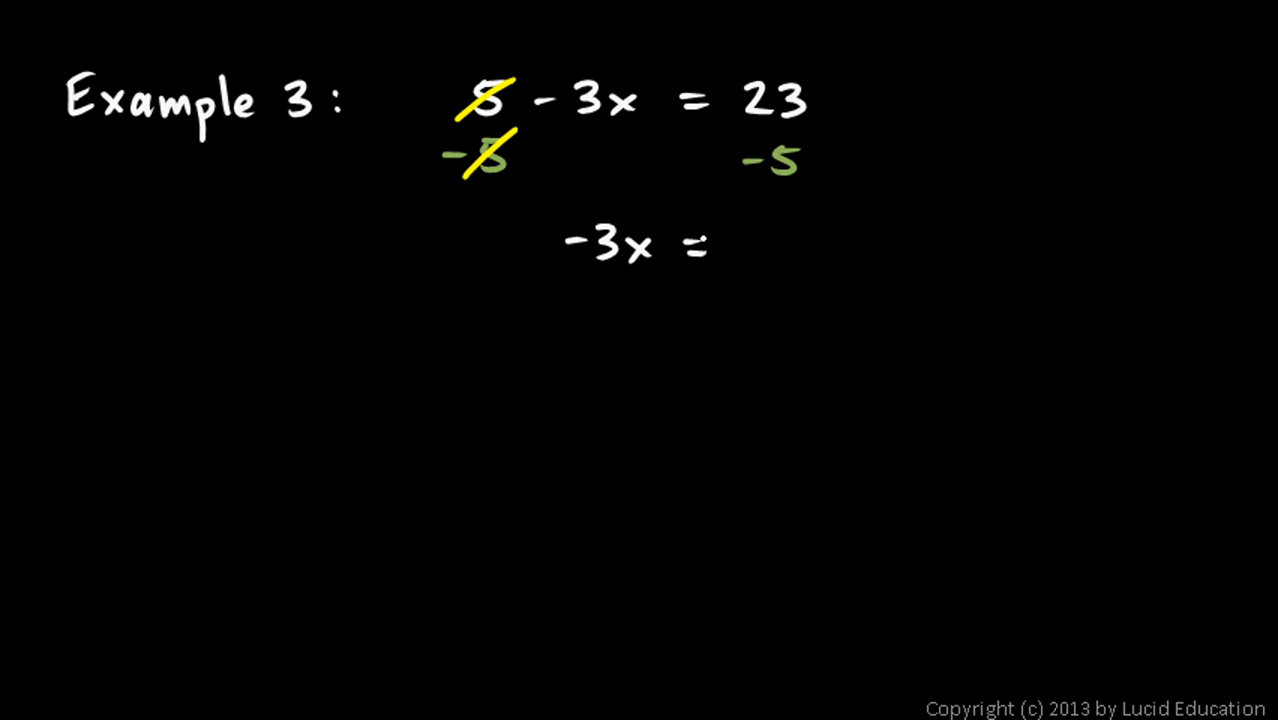 Example 3: 5 - 3x = 23
-5 -5
-3x =
Copyright (c) 2013 by Lucid Education